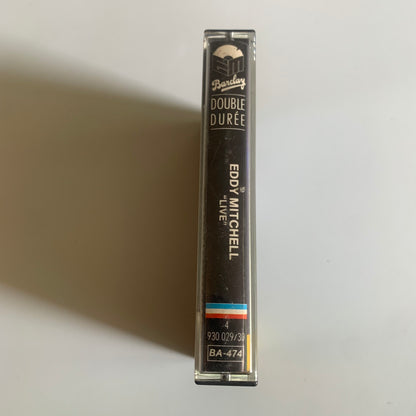 Barclay
DOUBLE
DURÉE
EDDY MITCHELL
"LIVE"
4
930 029/30
BA-474